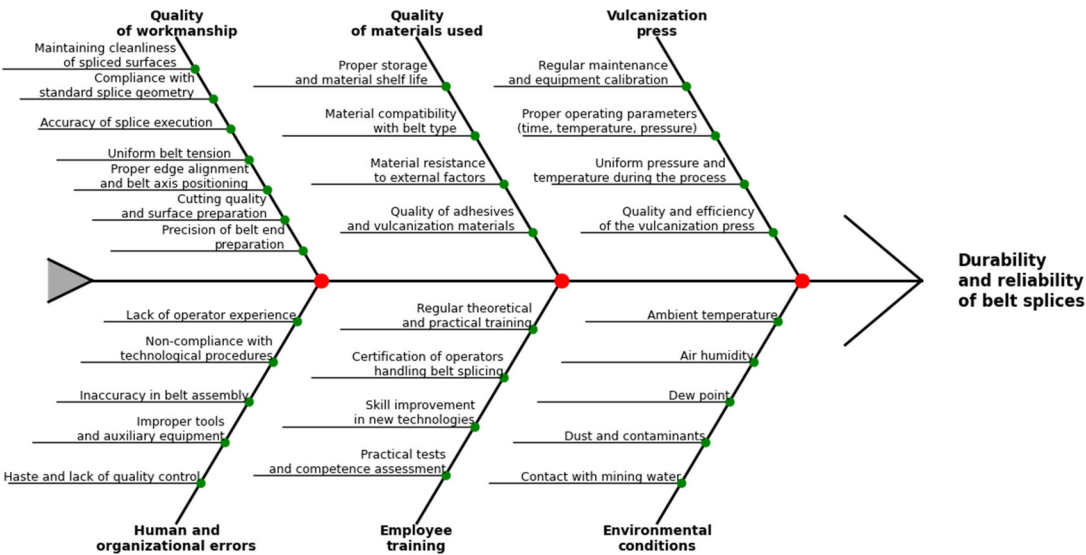 Quality
of workmanship
Maintaining cleanliness
of spliced surfaces
Compliance with
standard splice geometry
Accuracy of splice execution
Uniform belt tension
Proper edge alignment
and belt axis positioning
Cutting quality
and surface preparation
Precision of belt end
preparation
Quality
of materials used
Proper storage
and material shelf life
Material compatibility
with belt type
Material resistance
to external factors
Quality of adhesives
and vulcanization materials
Vulcanization
press
Regular maintenance
and equipment calibration
Proper operating parameters
(time, temperature, pressure)
Uniform pressure and
temperature during the process
Quality and efficiency
of the vulcanization press
Durability
and reliability
of belt splices
Lack of operator experience
Non-compliance with
technological procedures
Inaccuracy in belt assembly
Improper tools
and auxiliary equipment
Haste and lack of quality control
Human and
organizational errors
Regular theoretical
and practical training
Certification of operators
handling belt splicing
Skill improvement
in new technologies
Practical tests
and competence assessment
Employee
training
Ambient temperature
Air humidity
Dew point
Dust and contaminants
Contact with mining water
Environmental
conditions